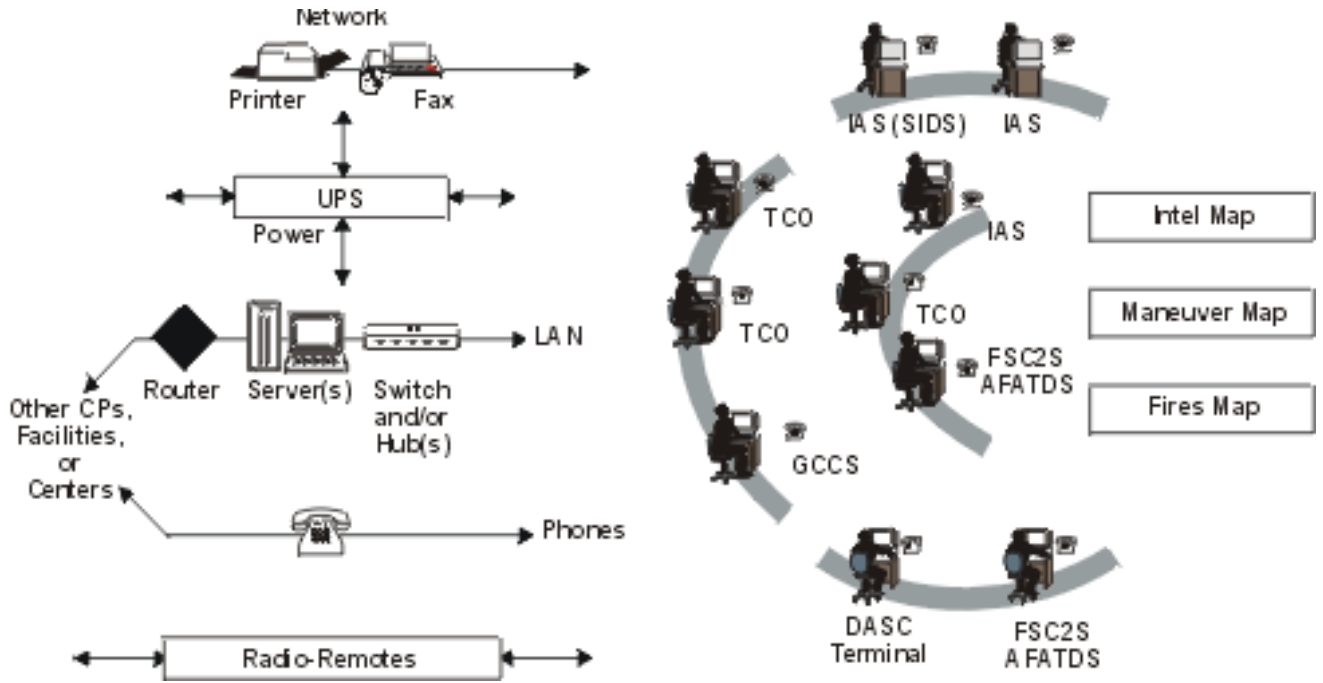 Network
Printer
Fax
UPS
Power
LAN
Router
Server(s)
Switch
and/or
Hub(s)
Other CPs,
Facilities,
or
Centers
Phones
Radio-Remotes
IAS (SIDS)
IAS
TCO
IAS
TCO
TCO
FSC2S
AFATDS
GCCS
DASC
Terminal
FSC2S
AFATDS
Intel Map
Maneuver Map
Fires Map